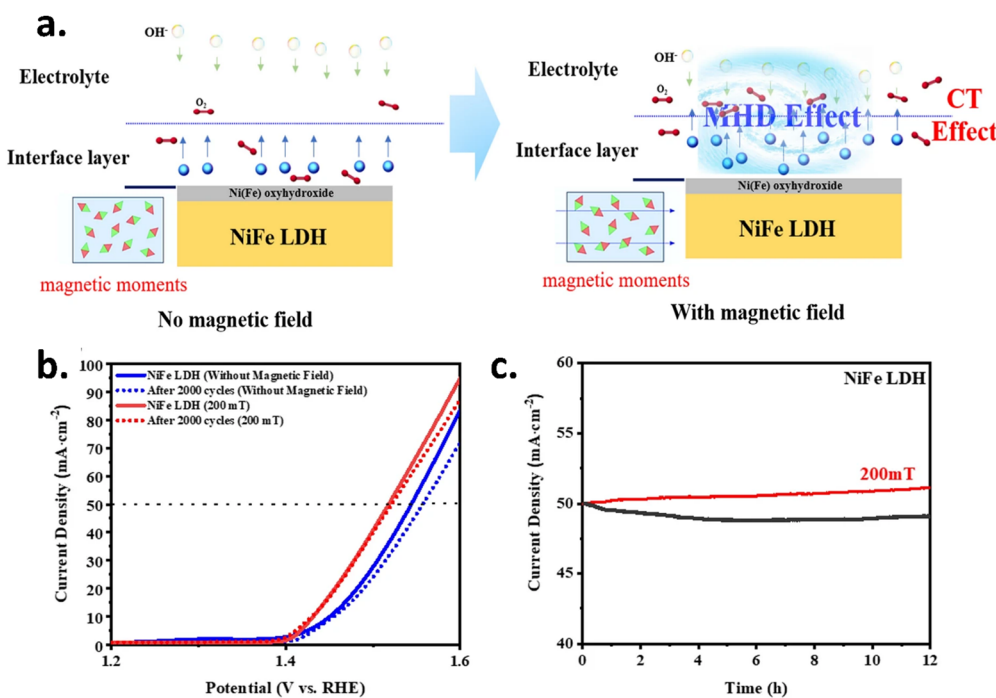 a.
OH-
Electrolyte
O2
Interface layer
Ni(Fe) oxyhydroxide
NiFe LDH
magnetic moments
No magnetic field
OH-
Electrolyte
O2
MHD Effect
CT
Effect
Interface layer
Ni(Fe) oxyhydroxide
NiFe LDH
magnetic moments
With magnetic field
b.
100
90
80
70
60
50
40
30
20
10
0
1.2
1.4
1.6
Current Density (mA·cm⁻²)
Potential (V vs. RHE)
NiFe LDH (Without Magnetic Field)
After 2000 cycles (Without Magnetic Field)
NiFe LDH (200 mT)
After 2000 cycles (200 mT)
c.
60
55
50
45
40
0
2
4
6
8
10
12
Current Density (mA·cm⁻²)
Time (h)
NiFe LDH
200mT